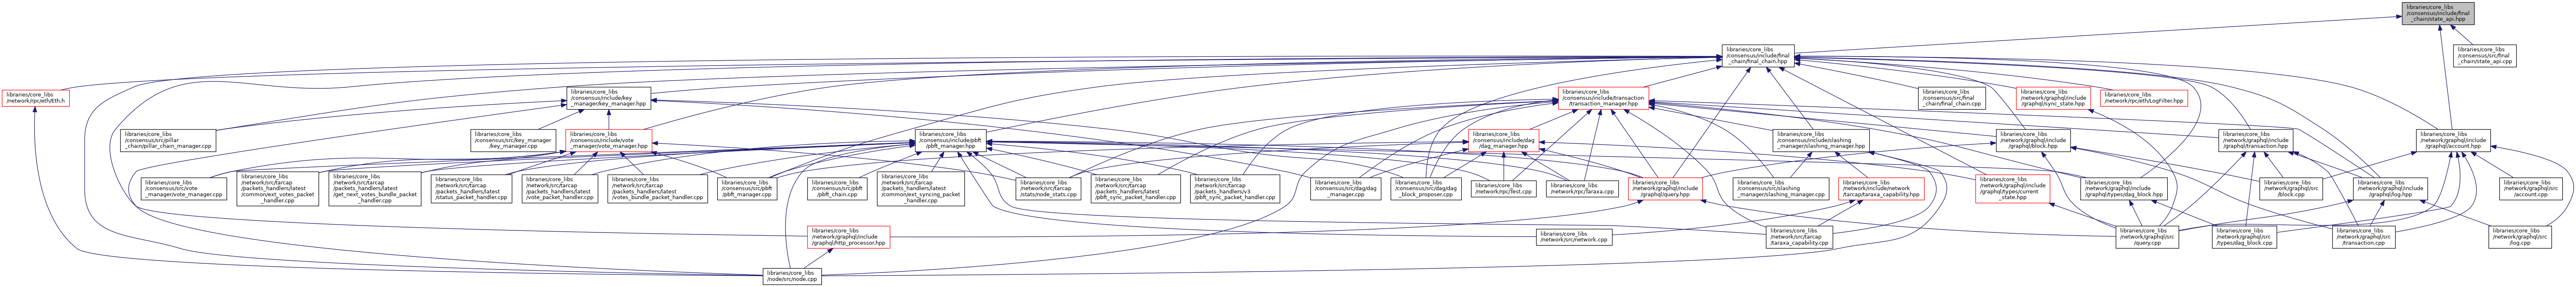 libraries/core_libs
/consensus/include/final
_chain/state_api.hpp
libraries/core_libs
/consensus/include/final
_chain/final_chain.hpp
libraries/core_libs
/consensus/src/final
_chain/state_api.cpp
libraries/core_libs
/network/rpc/eth/Eth.h
libraries/core_libs
/consensus/include/key
_manager/key_manager.hpp
libraries/core_libs
/consensus/include/transaction
/transaction_manager.hpp
libraries/core_libs
/consensus/src/final
_chain/final_chain.cpp
libraries/core_libs
/network/graphql/include
/graphql/sync_state.hpp
libraries/core_libs
/network/rpc/eth/LogFilter.hpp
libraries/core_libs
/consensus/src/pillar
_chain/pillar_chain_manager.cpp
libraries/core_libs
/consensus/src/key_manager
/key_manager.cpp
libraries/core_libs
/consensus/include/vote
_manager/vote_manager.hpp
libraries/core_libs
/consensus/include/pbft
/pbft_manager.hpp
libraries/core_libs
/consensus/include/dag
/dag_manager.hpp
libraries/core_libs
/consensus/include/slashing
_manager/slashing_manager.hpp
libraries/core_libs
/network/graphql/include
/graphql/block.hpp
libraries/core_libs
/network/graphql/include
/graphql/transaction.hpp
libraries/core_libs
/network/graphql/include
/graphql/account.hpp
libraries/core_libs
/consensus/src/vote
_manager/vote_manager.cpp
libraries/core_libs
/network/src/tarcap
/packets_handlers/latest
/common/ext_votes_packet
_handler.cpp
libraries/core_libs
/network/src/tarcap
/packets_handlers/latest
/get_next_votes_bundle_packet
_handler.cpp
libraries/core_libs
/network/src/tarcap
/packets_handlers/latest
/status_packet_handler.cpp
libraries/core_libs
/network/src/tarcap
/packets_handlers/latest
/vote_packet_handler.cpp
libraries/core_libs
/network/src/tarcap
/packets_handlers/latest
/votes_bundle_packet_handler.cpp
libraries/core_libs
/consensus/src/pbft
/pbft_manager.cpp
libraries/core_libs
/consensus/src/pbft
/pbft_chain.cpp
libraries/core_libs
/network/src/tarcap
/packets_handlers/latest
/common/ext_syncing_packet
_handler.cpp
libraries/core_libs
/network/src/tarcap
/stats/node_stats.cpp
libraries/core_libs
/network/src/tarcap
/packets_handlers/latest
/pbft_sync_packet_handler.cpp
libraries/core_libs
/network/src/tarcap
/packets_handlers/v3
/pbft_sync_packet_handler.cpp
libraries/core_libs
/consensus/src/dag/dag
_manager.cpp
libraries/core_libs
/consensus/src/dag/dag
_block_proposer.cpp
libraries/core_libs
/network/rpc/Test.cpp
libraries/core_libs
/network/rpc/Taraxa.cpp
libraries/core_libs
/network/graphql/include
/graphql/query.hpp
libraries/core_libs
/consensus/src/slashing
_manager/slashing_manager.cpp
libraries/core_libs
/network/include/network
/tarcap/taraxa_capability.hpp
libraries/core_libs
/network/graphql/include
/graphql/types/current
_state.hpp
libraries/core_libs
/network/graphql/include
/graphql/types/dag_block.hpp
libraries/core_libs
/network/graphql/src
/block.cpp
libraries/core_libs
/network/graphql/include
/graphql/log.hpp
libraries/core_libs
/network/graphql/src
/account.cpp
libraries/core_libs
/network/graphql/include
/graphql/http_processor.hpp
libraries/core_libs
/network/src/network.cpp
libraries/core_libs
/network/src/tarcap
/taraxa_capability.cpp
libraries/core_libs
/network/graphql/src
/query.cpp
libraries/core_libs
/network/graphql/src
/types/dag_block.cpp
libraries/core_libs
/network/graphql/src
/transaction.cpp
libraries/core_libs
/network/graphql/src
/log.cpp
libraries/core_libs
/node/src/node.cpp